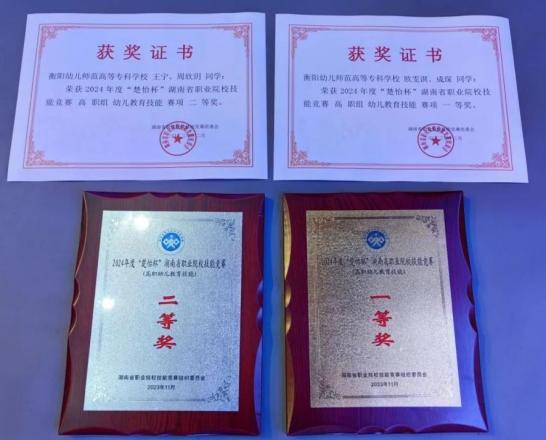 获奖证书
衡阳幼儿师范高等专科学校 王宁、周欣玥 同学:
荣获 2024 年度“楚怡杯”湖南省职业院校技
能竞赛 高 职组 幼儿教育技能 赛项 二 等奖。
获奖证书
衡阳幼儿师范高等专科学校 欧雯淇、成琛 同学:
荣获 2024 年度“楚怡杯”湖南省职业院校技
能竞赛 高 职组 幼儿教育技能 赛项 一 等奖。
2024年度“楚怡杯”湖南省职业院校技能竞赛
(高职幼儿教育技能)
二等奖
湖南省职业院校技能竞赛组织委员会
2023年11月
2024年度“楚怡杯”湖南省职业院校技能竞赛
(高职幼儿教育技能)
一等奖
湖南省职业院校技能竞赛组织委员会
2023年11月